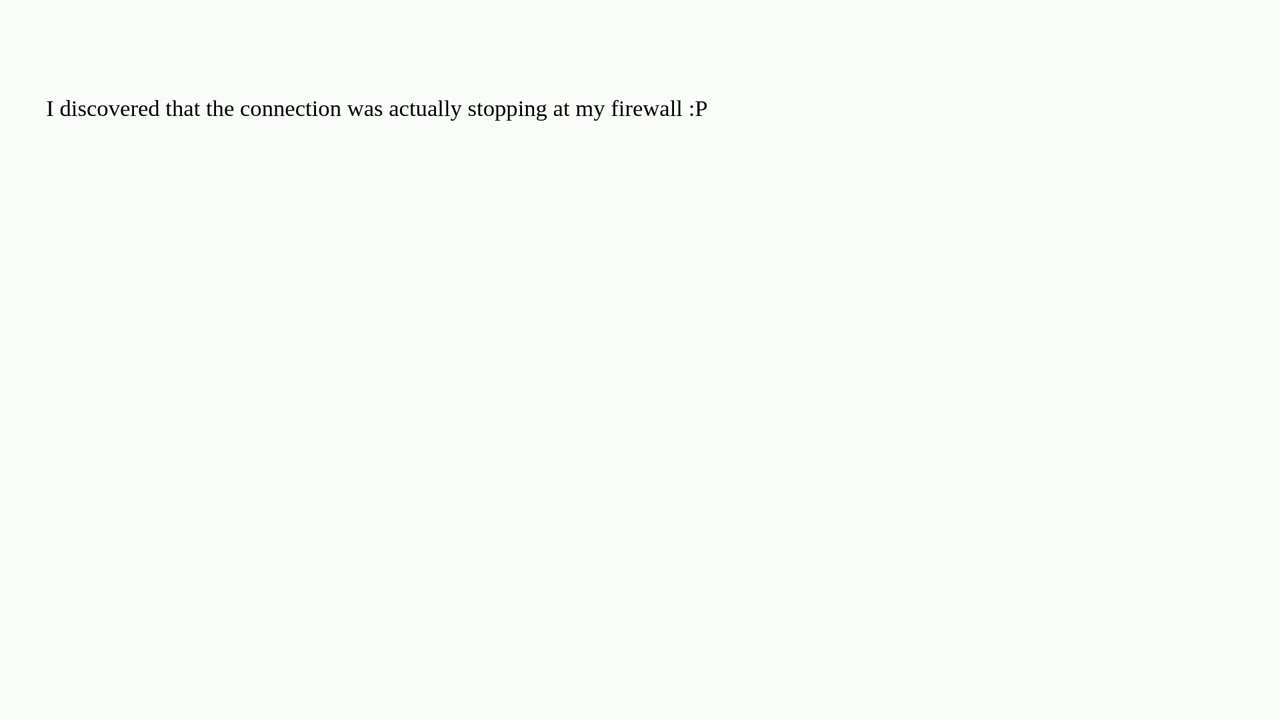 I discovered that the connection was actually stopping at my firewall :P